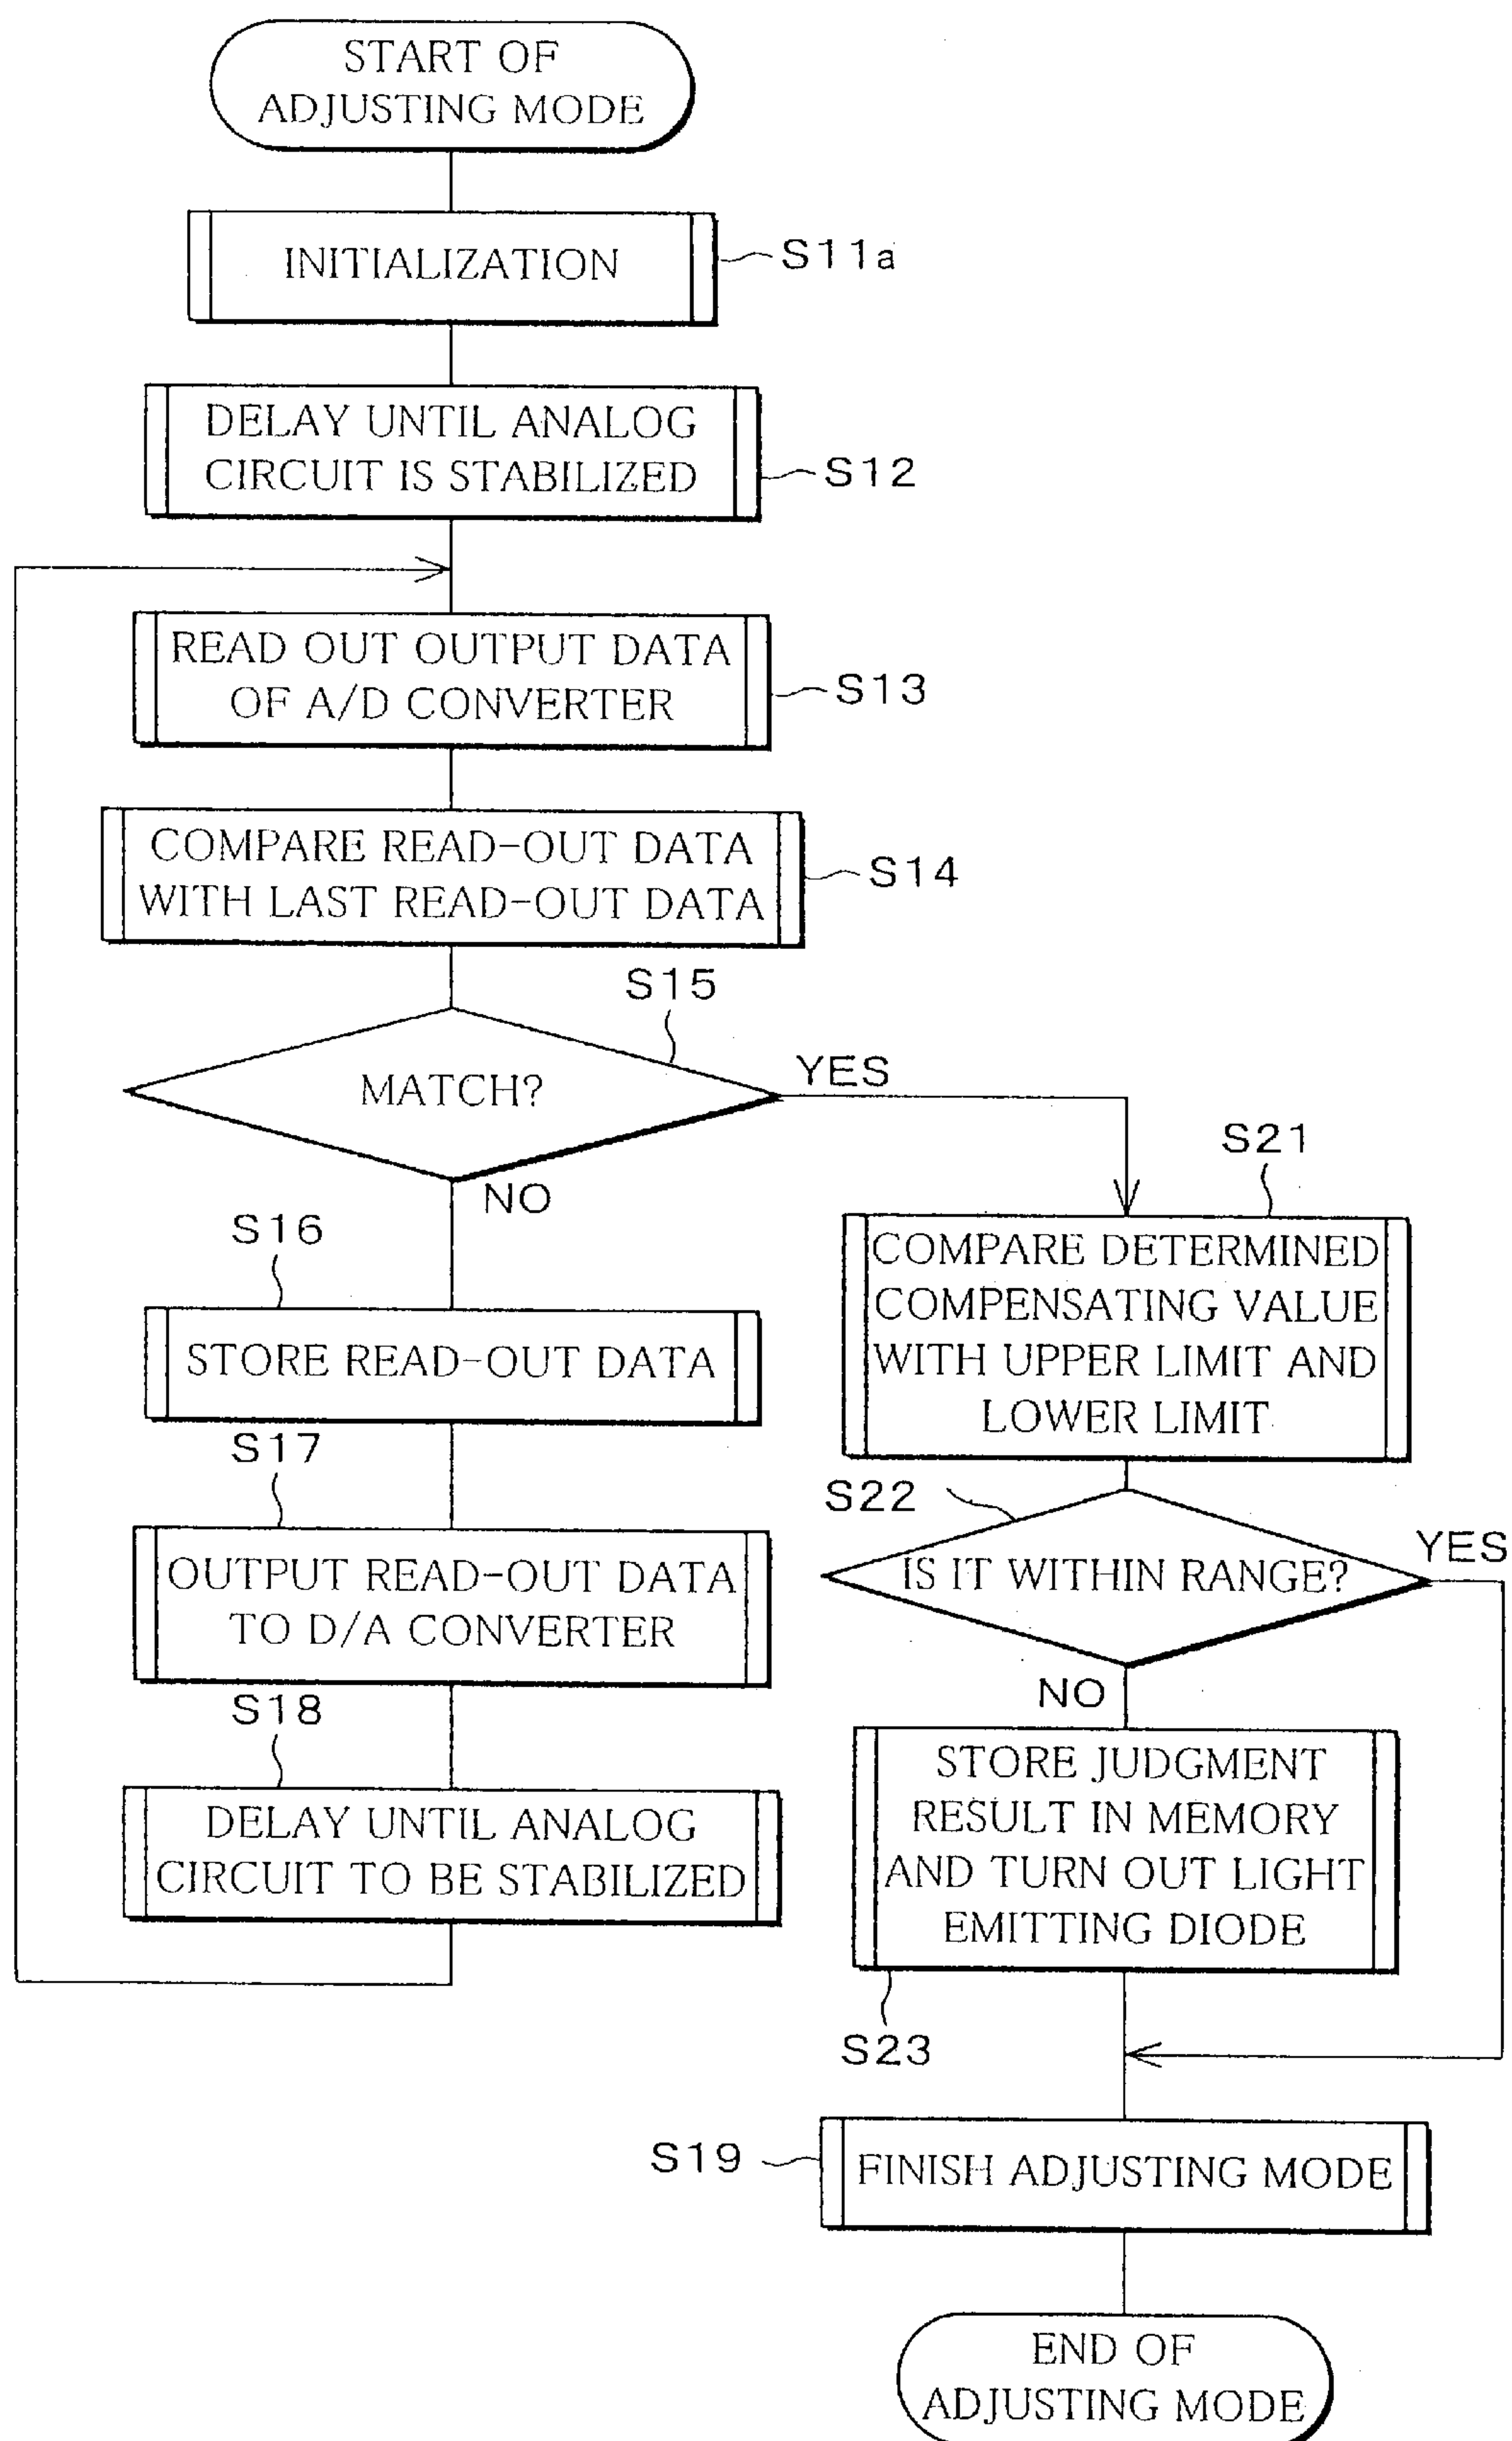 START OF
ADJUSTING MODE
INITIALIZATION
S11a
DELAY UNTIL ANALOG
CIRCUIT IS STABILIZED
S12
READ OUT OUTPUT DATA
OF A/D CONVERTER
S13
COMPARE READ-OUT DATA
WITH LAST READ-OUT DATA
S14
S15
MATCH?
YES
NO
S16
STORE READ-OUT DATA
S17
OUTPUT READ-OUT DATA
TO D/A CONVERTER
S18
DELAY UNTIL ANALOG
CIRCUIT TO BE STABILIZED
S21
COMPARE DETERMINED
COMPENSATING VALUE
WITH UPPER LIMIT AND
LOWER LIMIT
S22
IS IT WITHIN RANGE?
YES
NO
STORE JUDGMENT
RESULT IN MEMORY
AND TURN OUT LIGHT
EMITTING DIODE
S23
S19
FINISH ADJUSTING MODE
END OF
ADJUSTING MODE